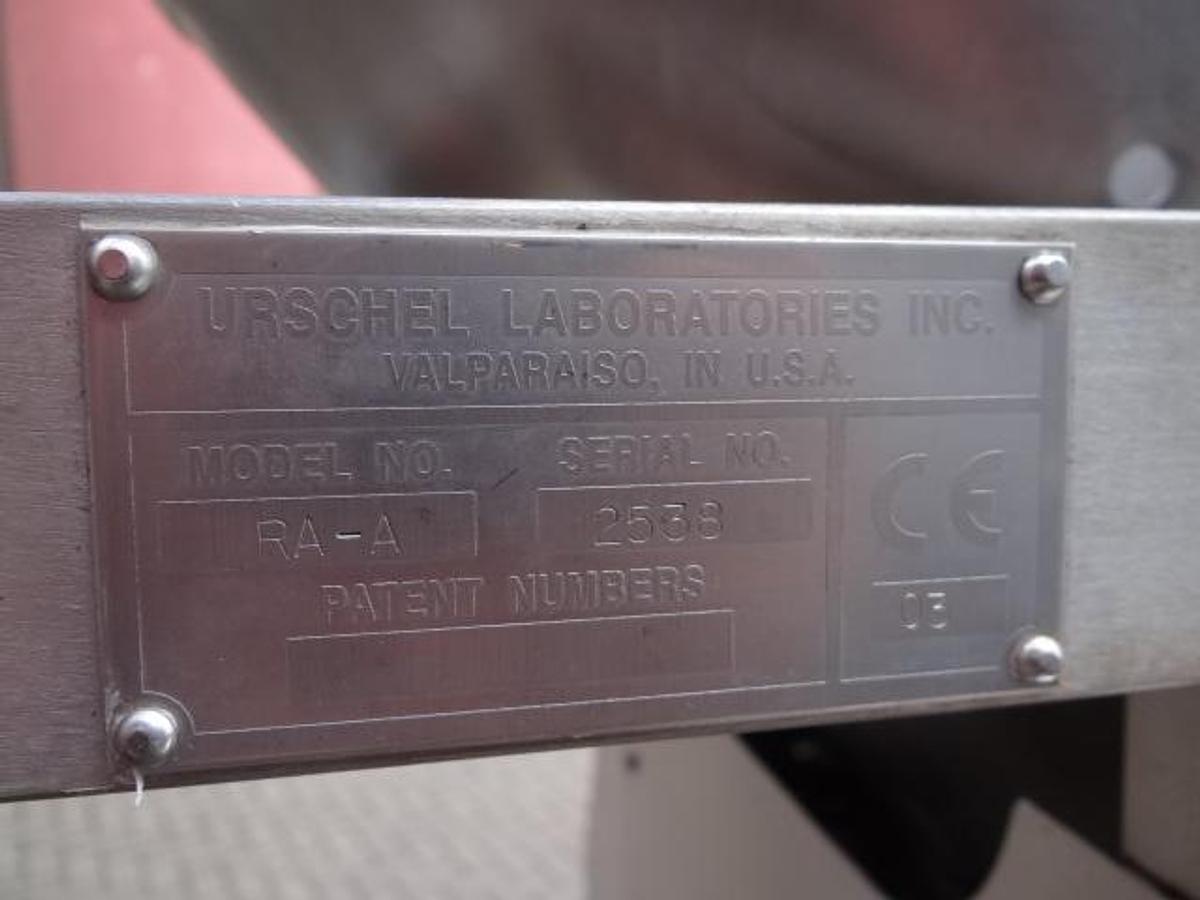 URSCHEL LABORATORIES INC.
VALPARAISO, IN U.S.A.
MODEL NO. SERIAL NO.
RA-A 2538
PATENT NUMBERS
CE
03